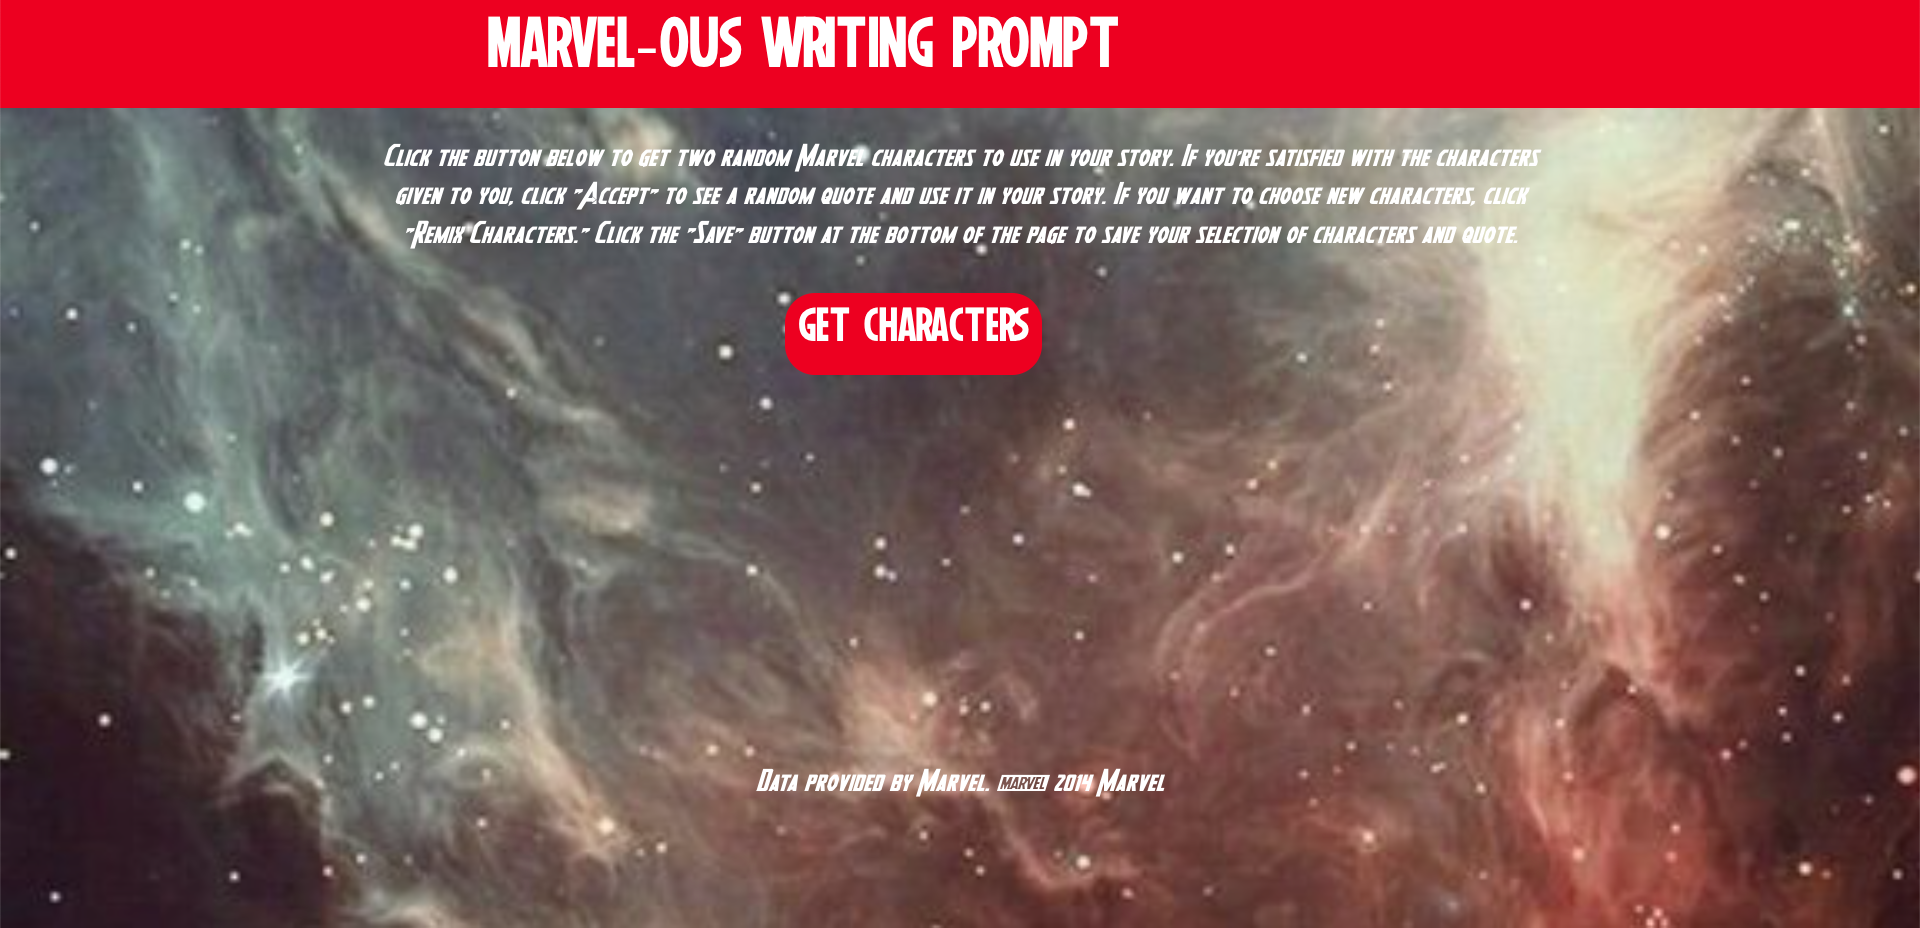 MARVEL-OUS WRITING PROMPT
Click the button below to get two random Marvel characters to use in your story. If you're satisfied with the characters
given to you, click "Accept" to see a random quote and use it in your story. If you want to choose new characters, click
"Remix Characters." Click the "Save" button at the bottom of the page to save your selection of characters and quote.
GET CHARACTERS
Data provided by Marvel. MARVEL 2014 Marvel